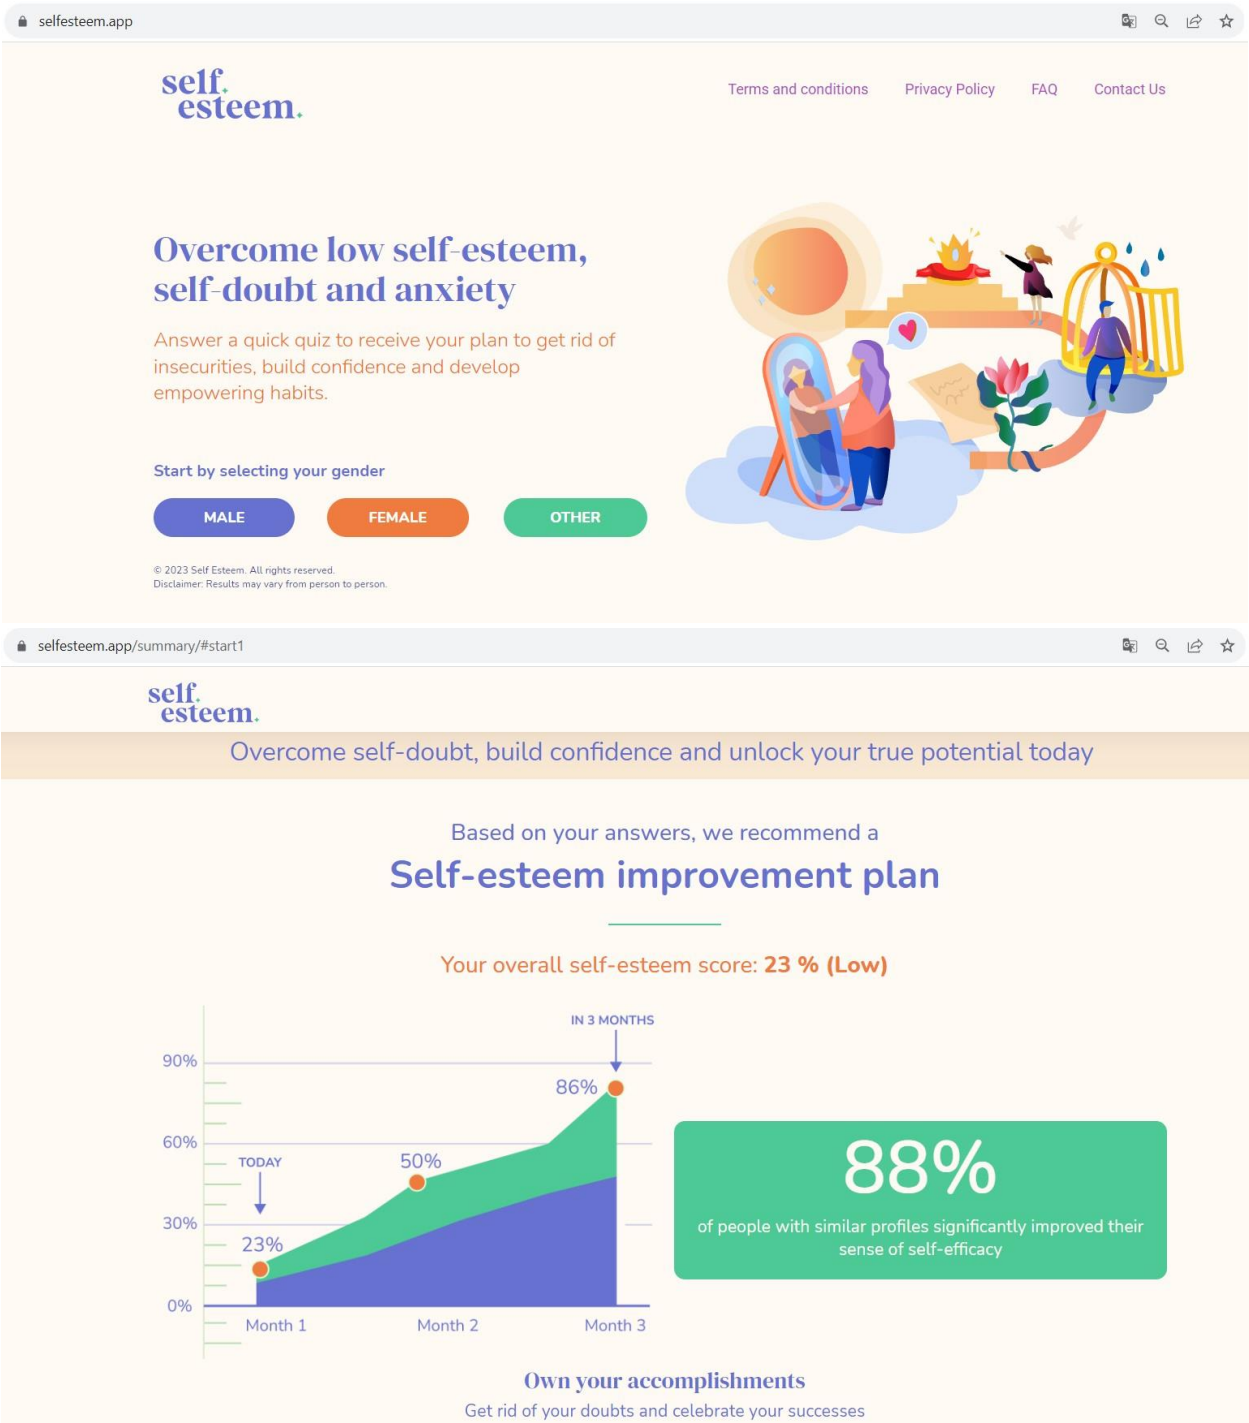 selfesteem.app
self.
esteem.
Terms and conditions Privacy Policy FAQ Contact Us
Overcome low self-esteem,
self-doubt and anxiety
Answer a quick quiz to receive your plan to get rid of
insecurities, build confidence and develop
empowering habits.
Start by selecting your gender
MALE FEMALE OTHER
© 2023 Self Esteem. All rights reserved.
Disclaimer: Results may vary from person to person.
selfesteem.app/summary/#start1
self.
esteem.
Overcome self-doubt, build confidence and unlock your true potential today
Based on your answers, we recommend a
Self-esteem improvement plan
Your overall self-esteem score: 23 % (Low)
IN 3 MONTHS
90%
86%
60%
TODAY
50%
30%
23%
0%
Month 1 Month 2 Month 3
88%
of people with similar profiles significantly improved their
sense of self-efficacy
Own your accomplishments
Get rid of your doubts and celebrate your successes